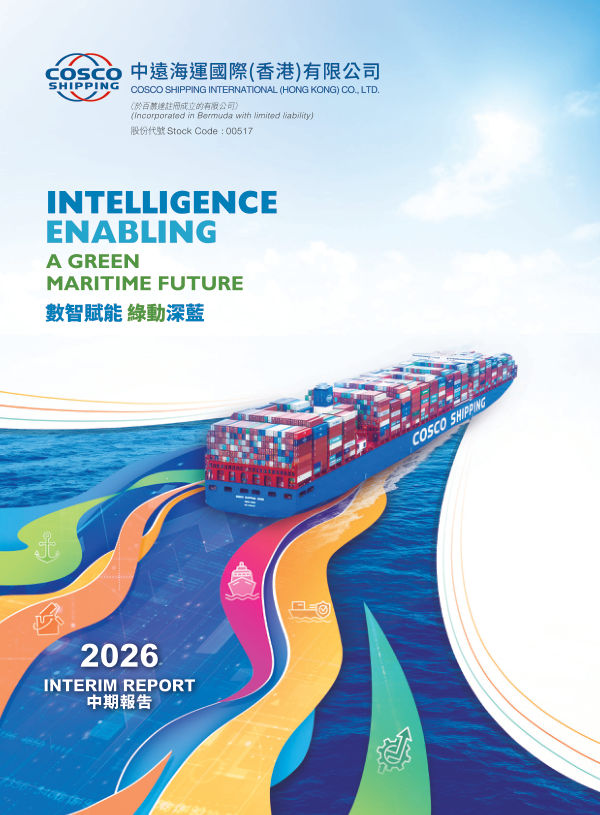 COSCO
SHIPPING
中遠海運國際(香港)有限公司
COSCO SHIPPING INTERNATIONAL (HONG KONG) CO., LTD.
(於百慕達註冊成立的有限公司)
(Incorporated in Bermuda with limited liability)
股份代號 Stock Code : 00517
INTELLIGENCE
ENABLING
A GREEN
MARITIME FUTURE
數智賦能 綠動深藍
COSCO SHIPPING
2026
INTERIM REPORT
中期報告